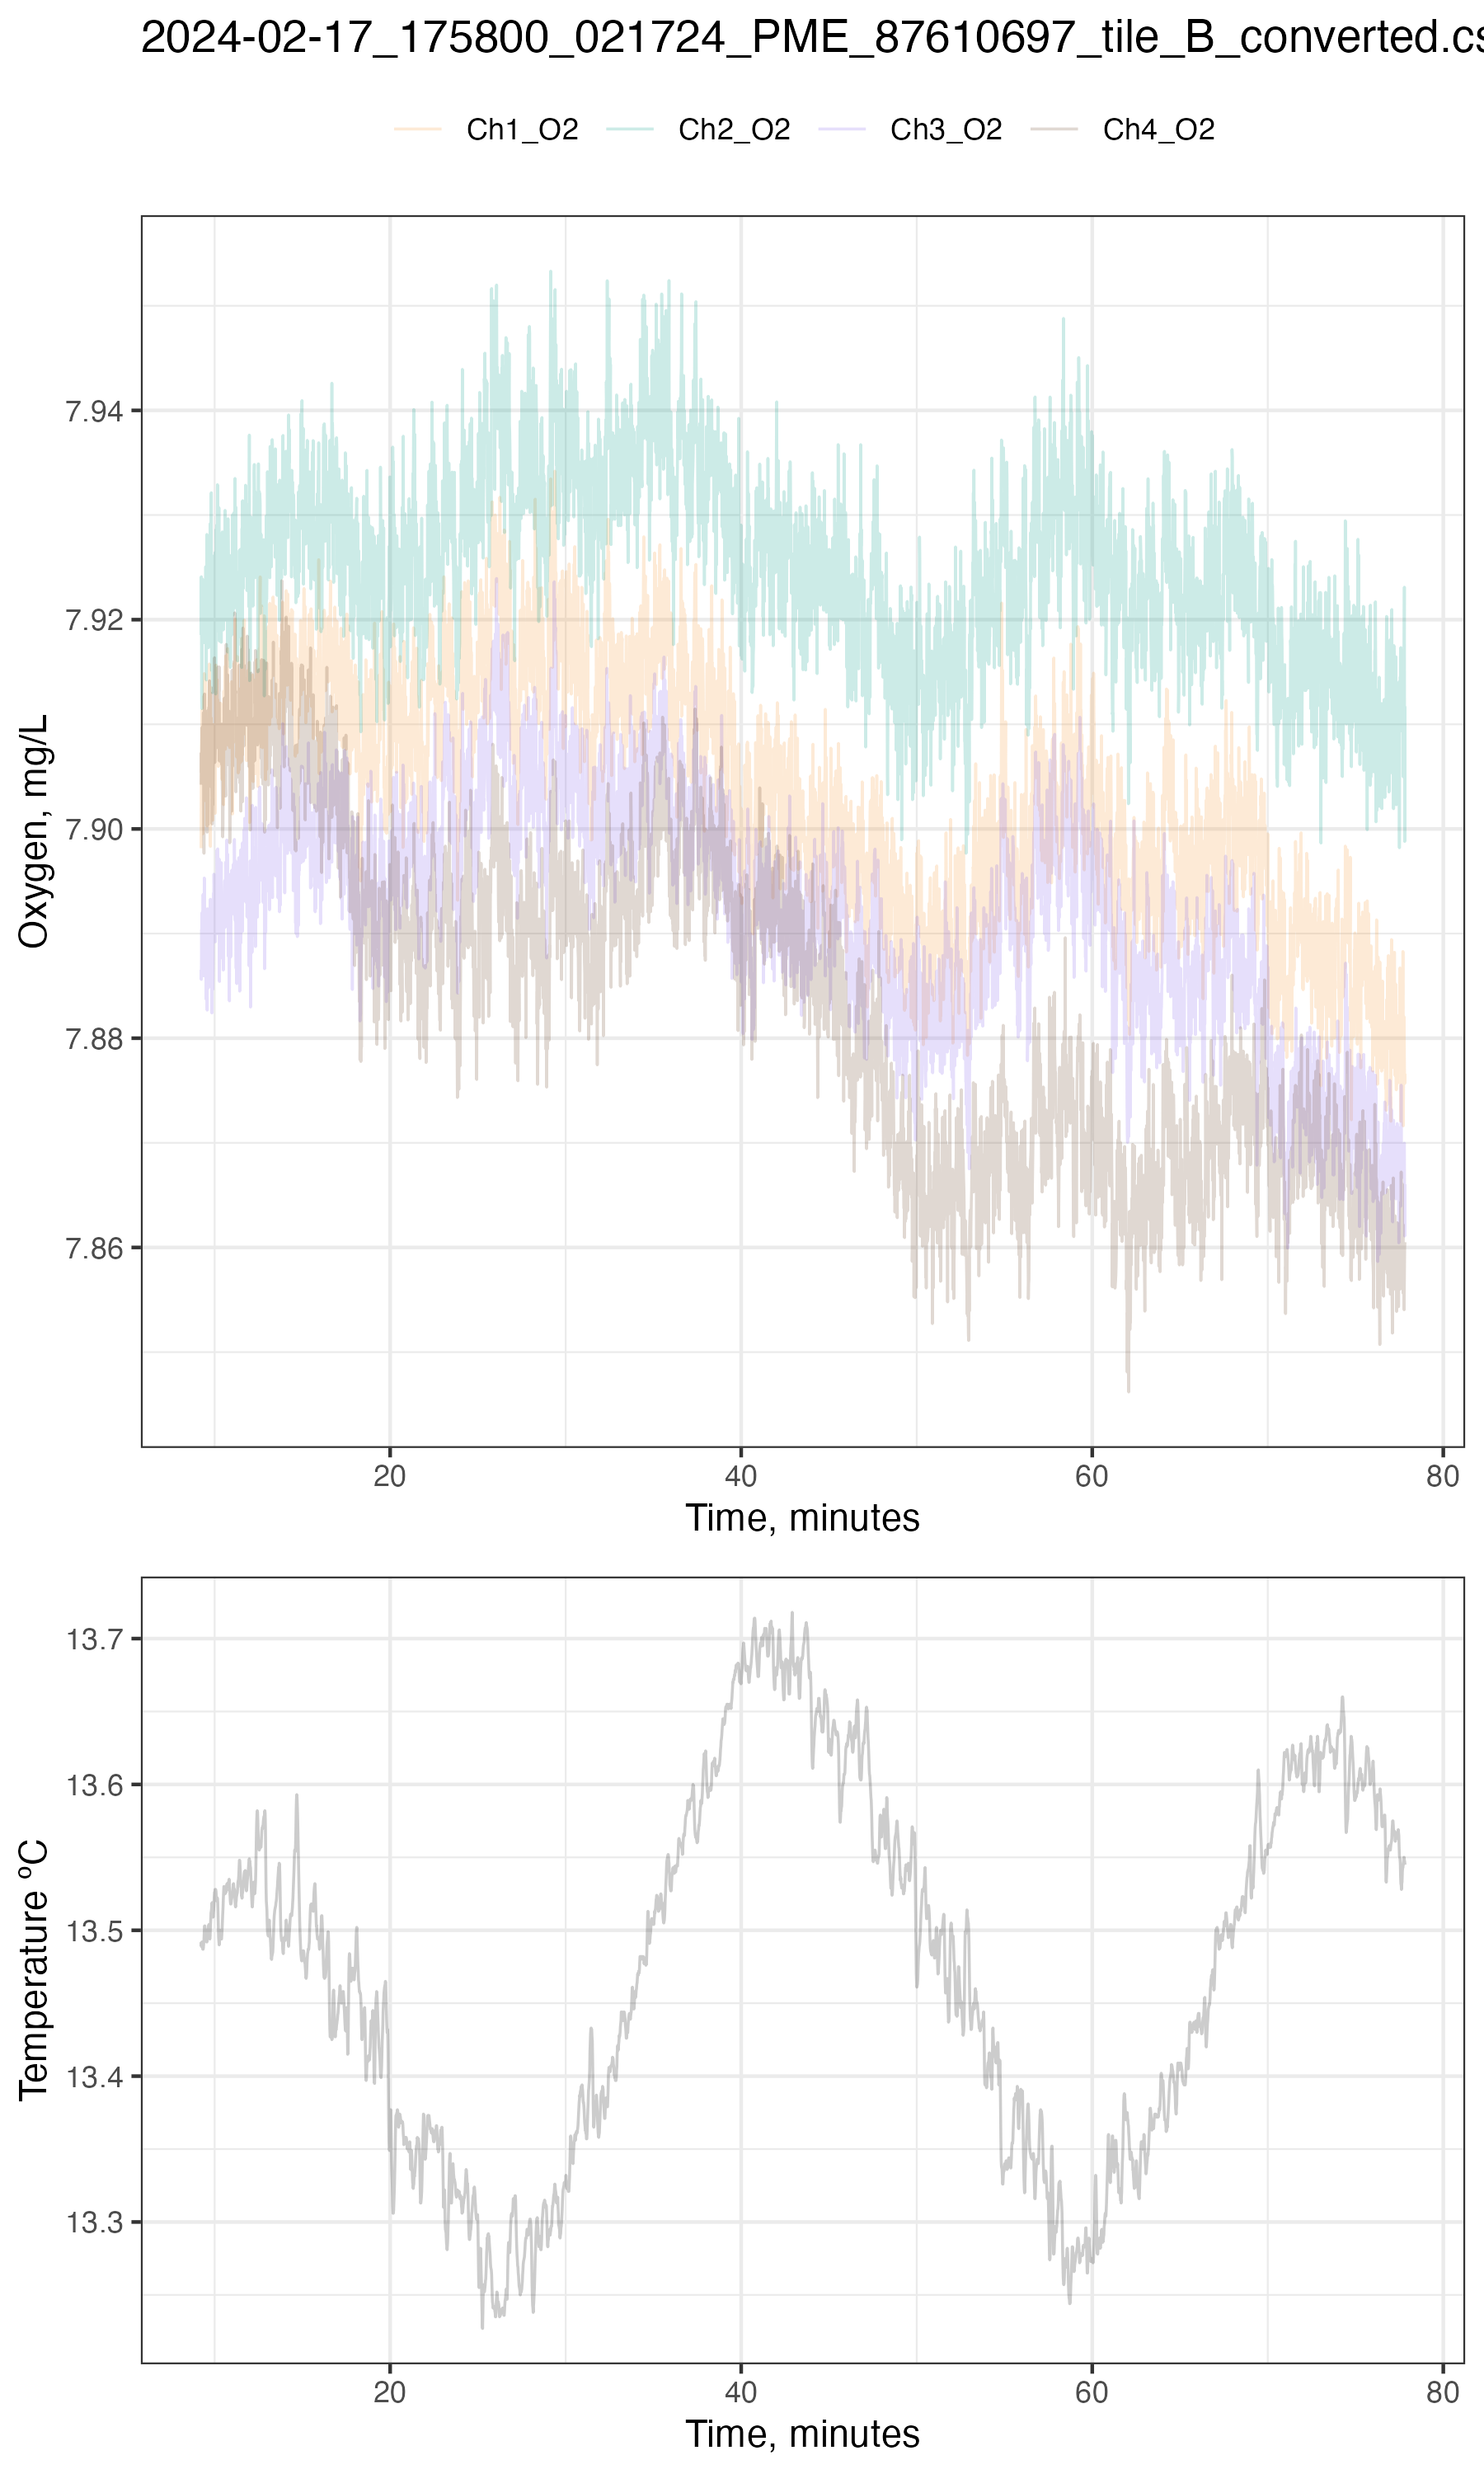 2024-02-17_175800_021724_PME_87610697_tile_B_converted.cs
Ch1_O2 Ch2_O2 Ch3_O2 Ch4_O2
Oxygen, mg/L
7.94
7.92
7.90
7.88
7.86
20 40 60 80
Time, minutes
Temperature ºC
13.7
13.6
13.5
13.4
13.3
20 40 60 80
Time, minutes